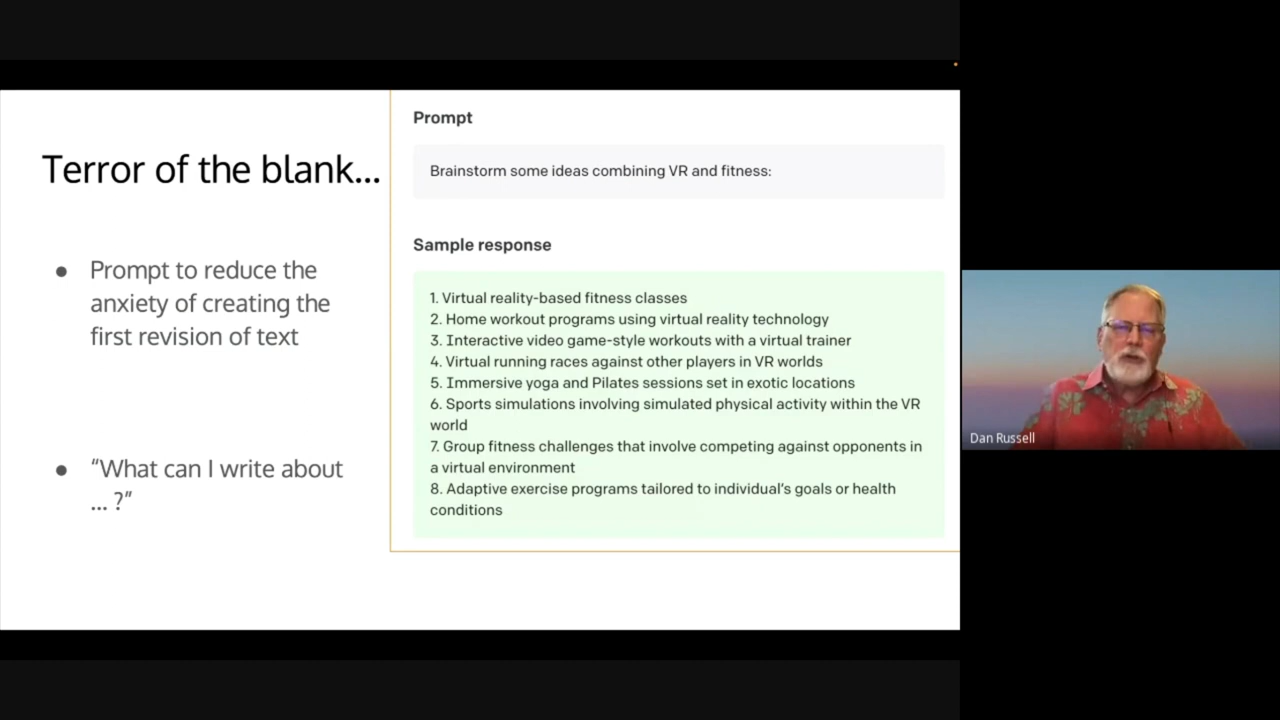 Terror of the blank...
● Prompt to reduce the
anxiety of creating the
first revision of text
● “What can I write about
... ?”
Prompt
Brainstorm some ideas combining VR and fitness:
Sample response
1. Virtual reality-based fitness classes
2. Home workout programs using virtual reality technology
3. Interactive video game-style workouts with a virtual trainer
4. Virtual running races against other players in VR worlds
5. Immersive yoga and Pilates sessions set in exotic locations
6. Sports simulations involving simulated physical activity within the VR
world
7. Group fitness challenges that involve competing against opponents in
a virtual environment
8. Adaptive exercise programs tailored to individual's goals or health
conditions
Dan Russell